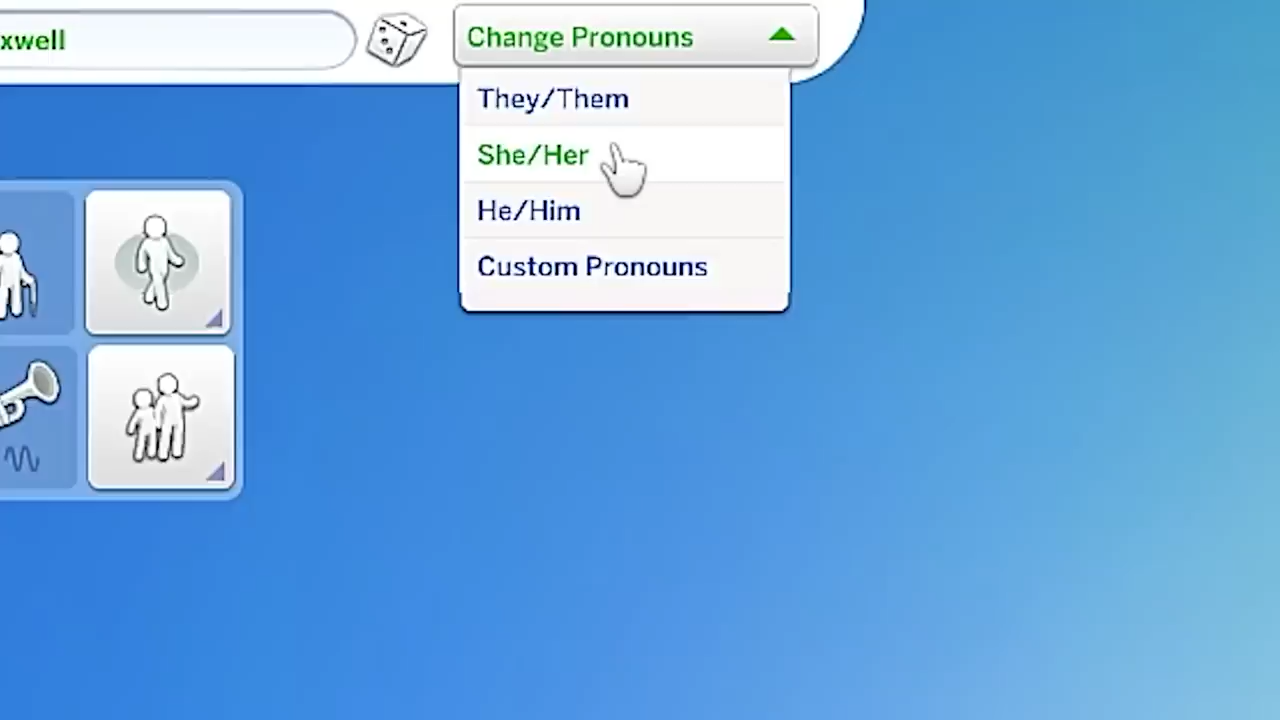 xwell
Change Pronouns
They/Them
She/Her
He/Him
Custom Pronouns